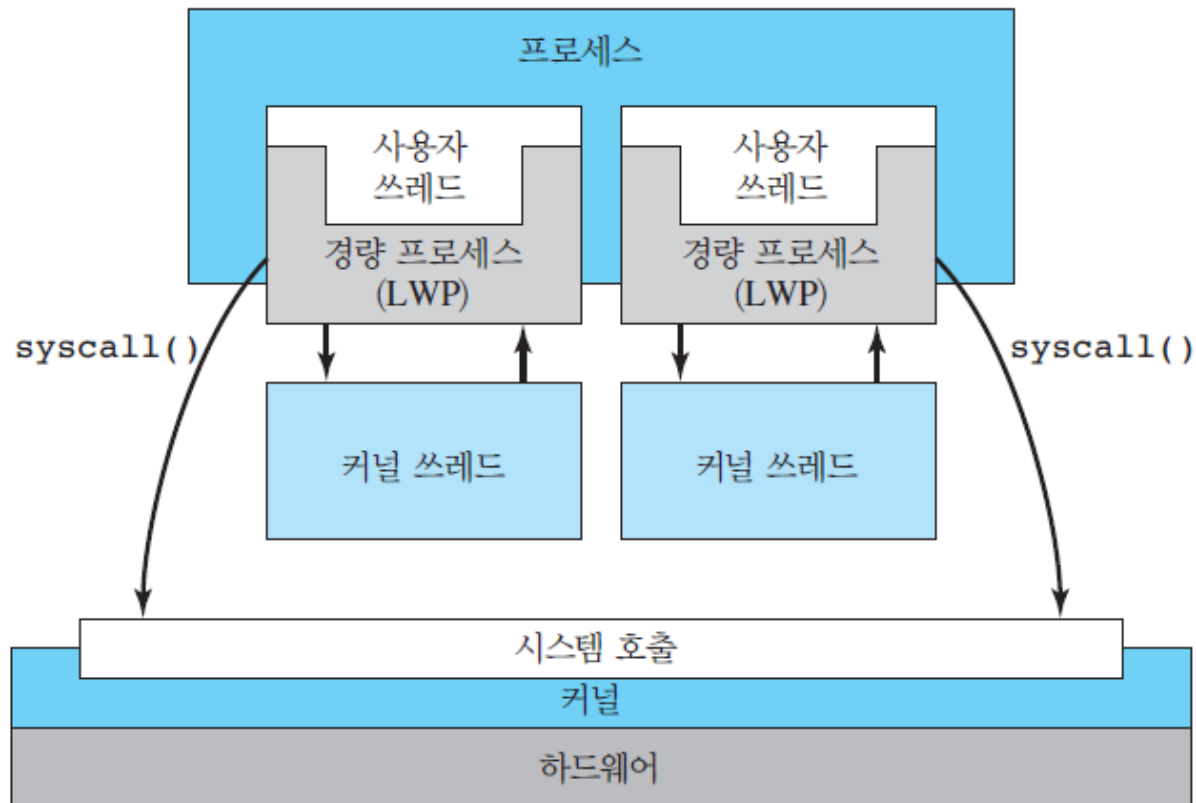 프로세스
사용자
쓰레드
경량 프로세스
(LWP)
사용자
쓰레드
경량 프로세스
(LWP)
syscall()
syscall()
커널 쓰레드
커널 쓰레드
시스템 호출
커널
하드웨어